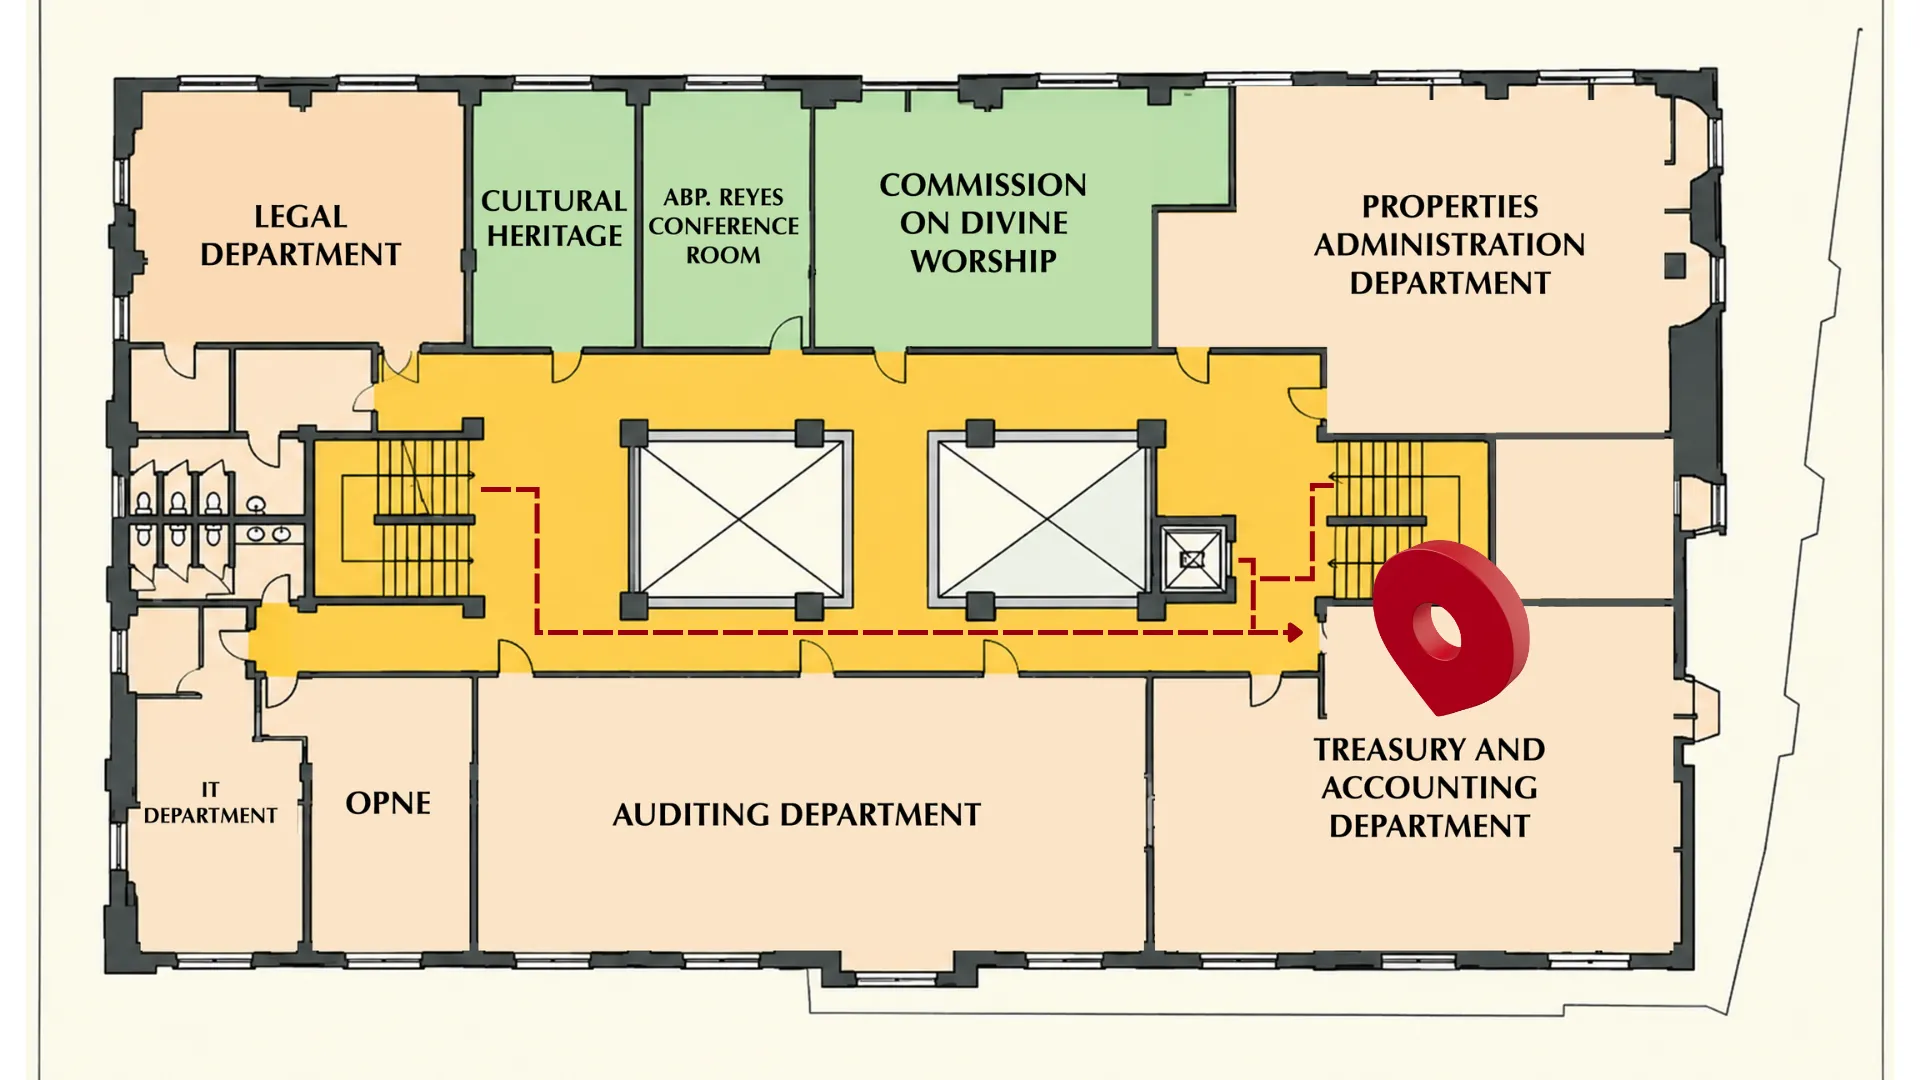 LEGAL
DEPARTMENT
CULTURAL
HERITAGE
ABP. REYES
CONFERENCE
ROOM
COMMISSION
ON DIVINE
WORSHIP
PROPERTIES
ADMINISTRATION
DEPARTMENT
IT
DEPARTMENT
OPNE
AUDITING DEPARTMENT
TREASURY AND
ACCOUNTING
DEPARTMENT